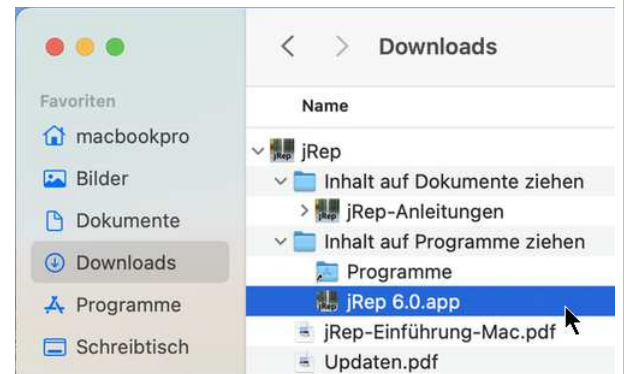 Downloads
Favoriten
macbookpro
Bilder
Dokumente
Downloads
Programme
Schreibtisch
Name
jRep
Inhalt auf Dokumente ziehen
jRep-Anleitungen
Inhalt auf Programme ziehen
Programme
jRep 6.0.app
jRep-Einführung-Mac.pdf
Updaten.pdf